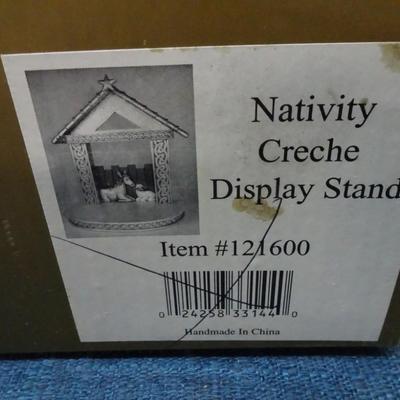 Nativity
Creche
Display Stand
Item #121600
0 24258 33144 0
Handmade In China